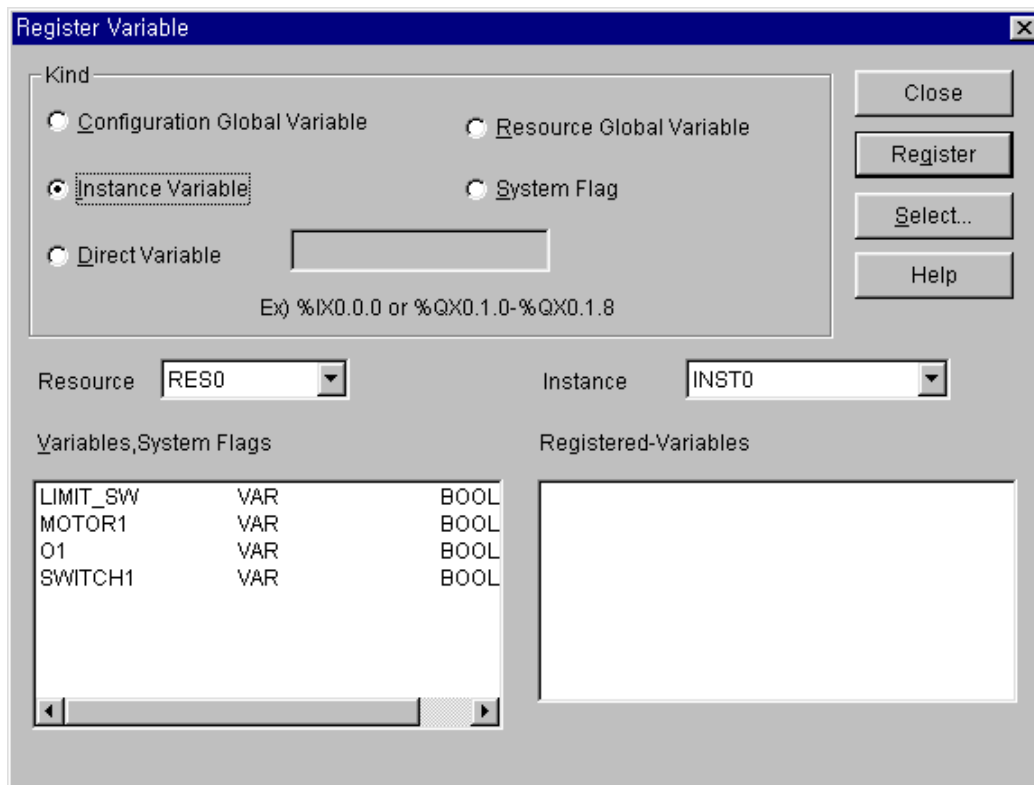 Register Variable
Kind
Configuration Global Variable
Resource Global Variable
Instance Variable
System Flag
Direct Variable
Ex) %IX0.0.0 or %QX0.1.0-%QX0.1.8
Close
Register
Select...
Help
Resource RES0
Instance INST0
Variables,System Flags
LIMIT_SW VAR BOOL
MOTOR1 VAR BOOL
O1 VAR BOOL
SWITCH1 VAR BOOL
Registered-Variables